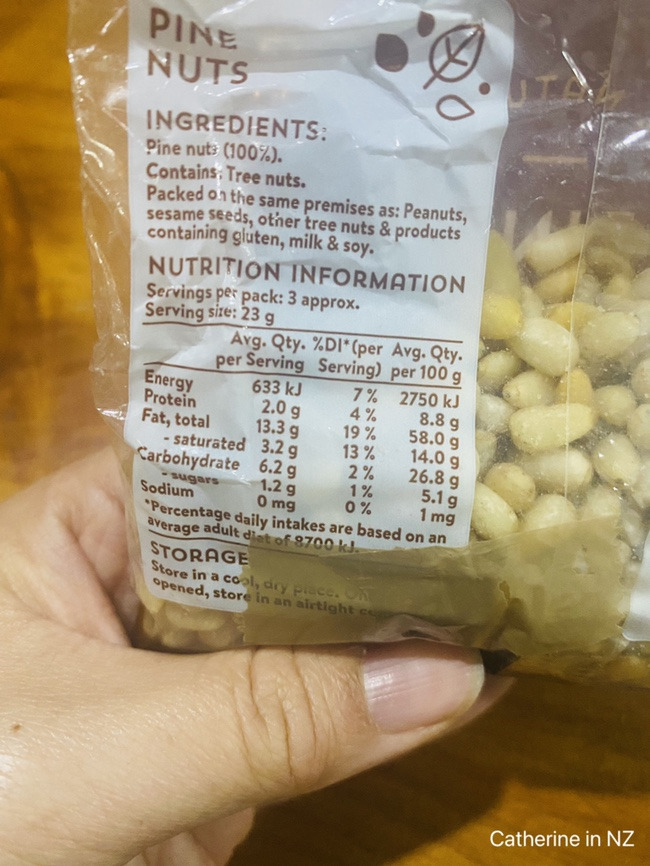 PINE
NUTS
INGREDIENTS:
Pine nuts (100%).
Contains: Tree nuts.
Packed on the same premises as: Peanuts,
sesame seeds, other tree nuts & products
containing gluten, milk & soy.
NUTRITION INFORMATION
Servings per pack: 3 approx.
Serving size: 23 g
Avg. Qty. %DI* (per Avg. Qty.
per Serving Serving) per 100 g
Energy 633 kJ 7% 2750 kJ
Protein 2.0 g 4% 8.8 g
Fat, total 13.3 g 19% 58.0 g
- saturated 3.2 g 13% 14.0 g
Carbohydrate 6.2 g 2% 26.8 g
- sugars 1.2 g 1% 5.1 g
Sodium 0 mg 0% 1 mg
*Percentage daily intakes are based on an
average adult diet of 8700 kJ.
STORAGE
Store in a cool, dry place.
opened, store in an airtight
Catherine in NZ